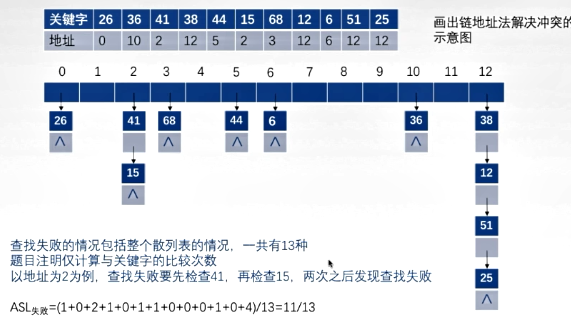 关键字 26 36 41 38 44 15 68 12 6 51 25
地址 0 10 2 12 5 2 3 12 6 12 12
画出链地址法解决冲突的
示意图
0 1 2 3 4 5 6 7 8 9 10 11 12
26 41 68 44 6 36 38
^ ^ ^ ^ ^
15 12
^
51
25
^
查找失败的情况包括整个散列表的情况，一共有13种
题目注明仅计算与关键字的比较次数
以地址为2为例，查找失败要先检查41，再检查15，两次之后发现查找失败
ASL失败=(1+0+2+1+0+1+1+0+0+0+1+0+4)/13=11/13